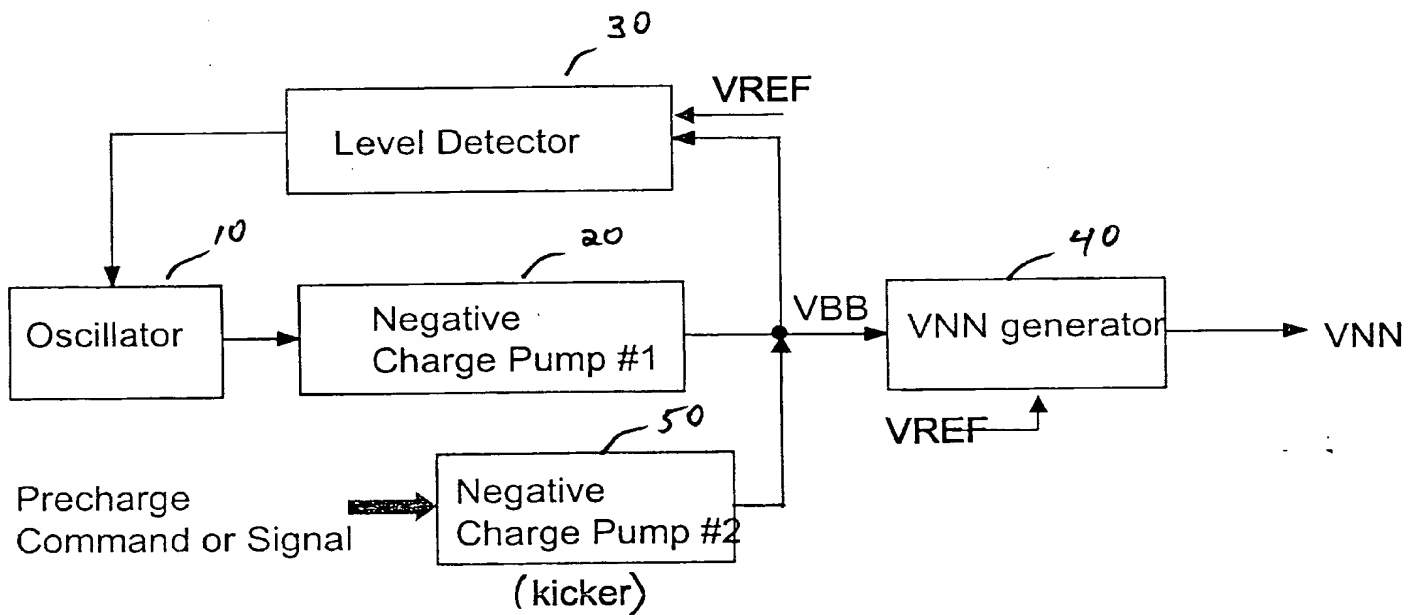 30
VREF
Level Detector
10
20
40
Oscillator
Negative
Charge Pump #1
VBB
VNN generator
VNN
50
VREF
Precharge
Command or Signal
Negative
Charge Pump #2
(kicker)